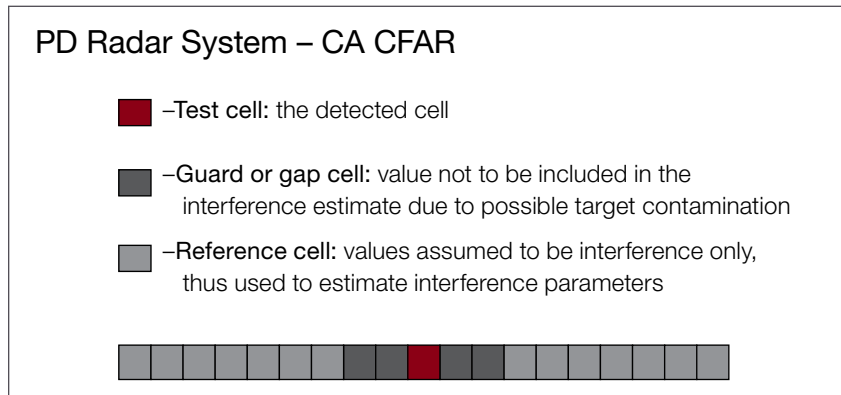 PD Radar System – CA CFAR
–Test cell: the detected cell
–Guard or gap cell: value not to be included in the
interference estimate due to possible target contamination
–Reference cell: values assumed to be interference only,
thus used to estimate interference parameters